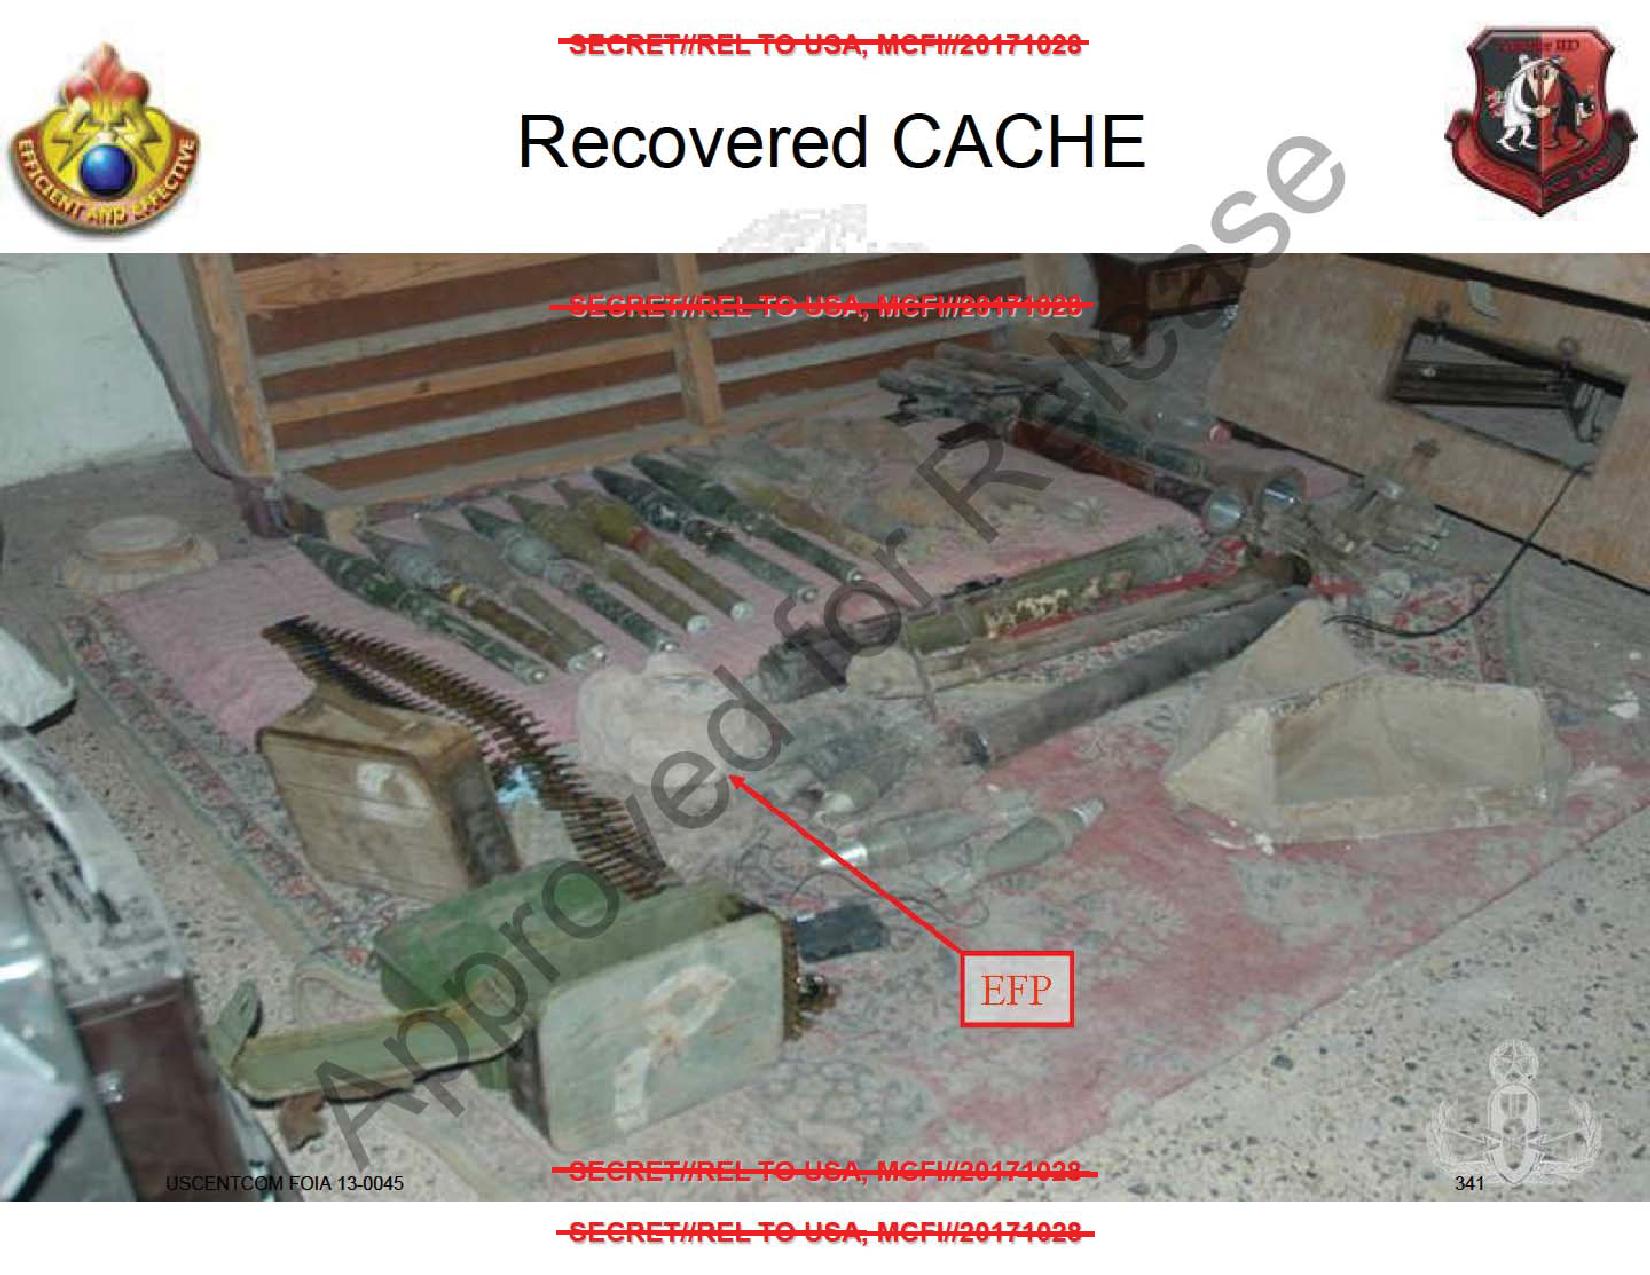 SECRET//REL TO USA, MCFI//20171028
Recovered CACHE
EFFICIENT AND EFFECTIVE
SECRET//REL TO USA, MCFI//20171028
Approved for Release
EFP
SECRET//REL TO USA, MCFI//20171028
USCENTCOM FOIA 13-0045
341
SECRET//REL TO USA, MCFI//20171028